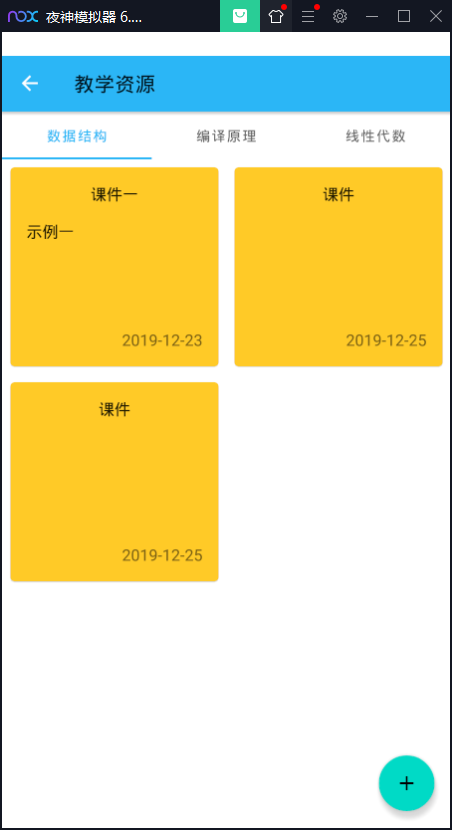 nox 夜神模拟器 6....
教学资源
数据结构 编译原理 线性代数
课件一
示例一
2019-12-23
课件
2019-12-25
课件
2019-12-25